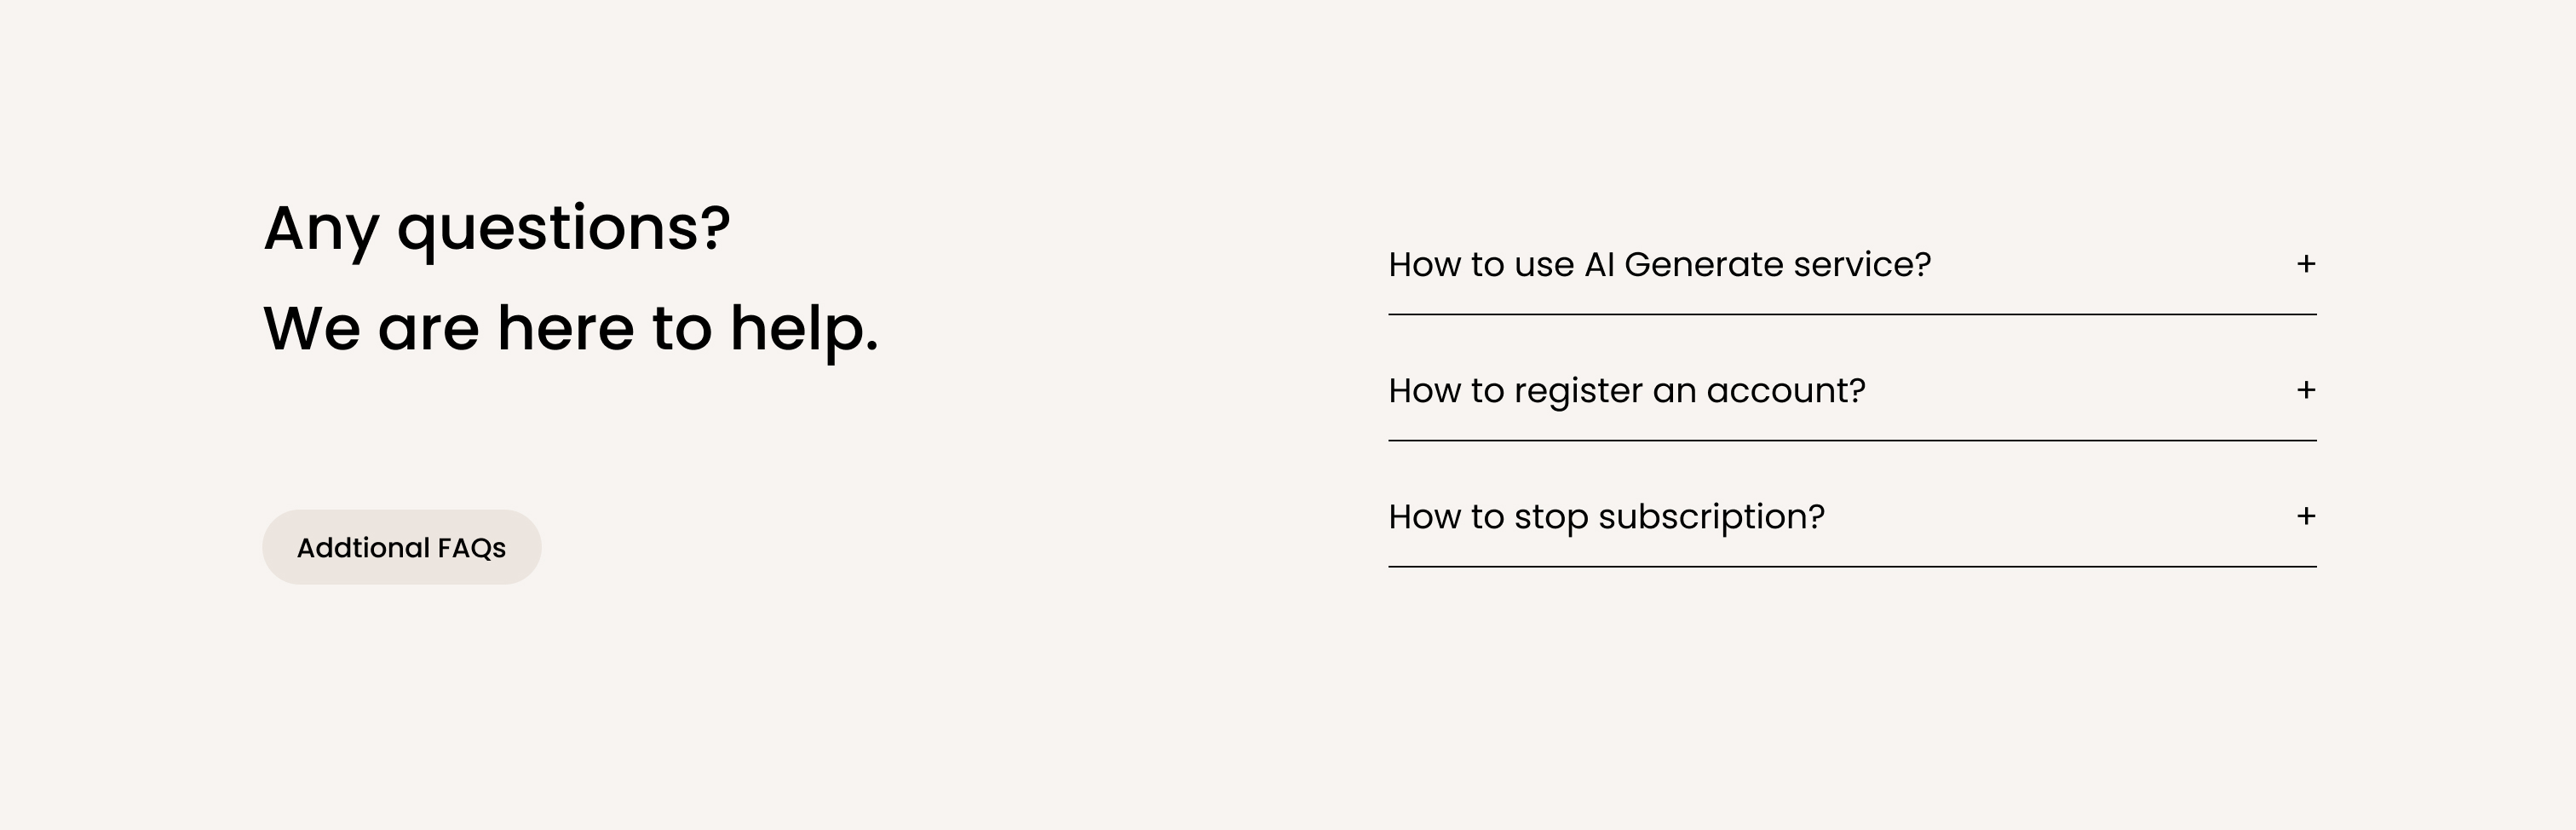 Any questions?
We are here to help.
Addtional FAQs
How to use AI Generate service? +
How to register an account? +
How to stop subscription? +